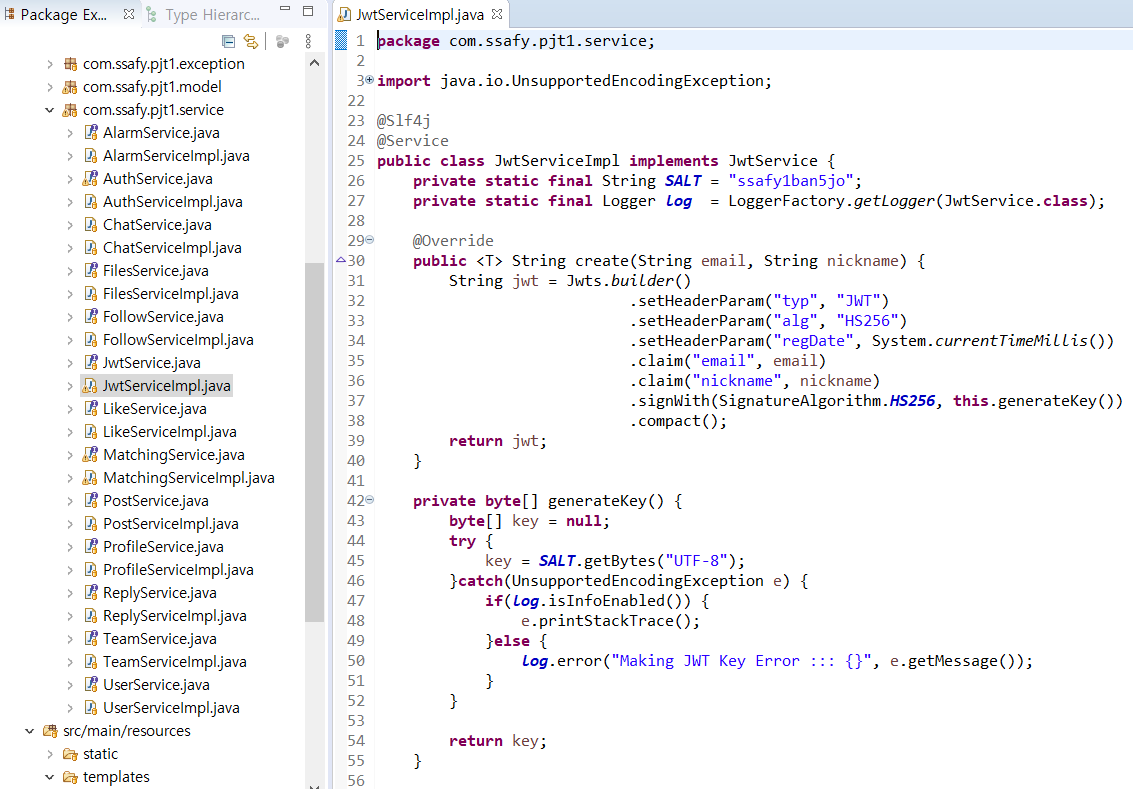 Package Ex...
Type Hierarc...
com.ssafy.pjt1.exception
com.ssafy.pjt1.model
com.ssafy.pjt1.service
AlarmService.java
AlarmServiceImpl.java
AuthService.java
AuthServiceImpl.java
ChatService.java
ChatServiceImpl.java
FilesService.java
FilesServiceImpl.java
FollowService.java
FollowServiceImpl.java
JwtService.java
JwtServiceImpl.java
LikeService.java
LikeServiceImpl.java
MatchingService.java
MatchingServiceImpl.java
PostService.java
PostServiceImpl.java
ProfileService.java
ProfileServiceImpl.java
ReplyService.java
ReplyServiceImpl.java
TeamService.java
TeamServiceImpl.java
UserService.java
UserServiceImpl.java
src/main/resources
static
templates
JwtServiceImpl.java
1 package com.ssafy.pjt1.service;
2
3 import java.io.UnsupportedEncodingException;
22
23 @Slf4j
24 @Service
25 public class JwtServiceImpl implements JwtService {
26 private static final String SALT = "ssafy1ban5jo";
27 private static final Logger log  = LoggerFactory.getLogger(JwtService.class);
28
29 @Override
30 public <T> String create(String email, String nickname) {
31 String jwt = Jwts.builder()
32 .setHeaderParam("typ", "JWT")
33 .setHeaderParam("alg", "HS256")
34 .setHeaderParam("regDate", System.currentTimeMillis())
35 .claim("email", email)
36 .claim("nickname", nickname)
37 .signWith(SignatureAlgorithm.HS256, this.generateKey())
38 .compact();
39 return jwt;
40 }
41
42 private byte[] generateKey() {
43 byte[] key = null;
44 try {
45 key = SALT.getBytes("UTF-8");
46 }catch(UnsupportedEncodingException e) {
47 if(log.isInfoEnabled()) {
48 e.printStackTrace();
49 }else {
50 log.error("Making JWT Key Error ::: {}", e.getMessage());
51 }
52 }
53
54 return key;
55 }
56